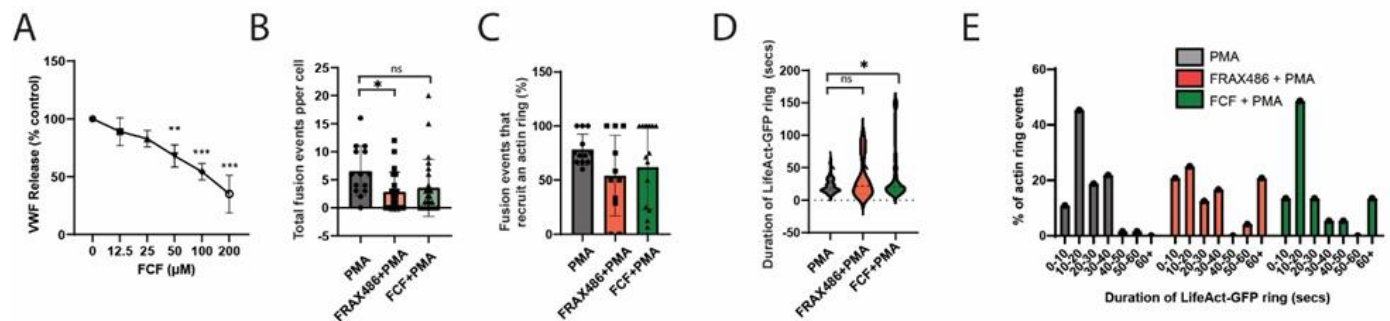 A
VWF Release (% control)
150
100
50
0
**
***
***
0 12.5 25 50 100 200
FCF (µM)
B
Total fusion events pper cell
25
20
15
10
5
0
-5
ns
*
PMA
FRAX486+PMA
FCF+PMA
C
Fusion events that
recruit an actin ring (%)
150
100
50
0
PMA
FRAX486+PMA
FCF+PMA
D
Duration of LifeAct-GFP ring (secs)
200
150
100
50
0
-50
*
ns
PMA
FRAX486+PMA
FCF+PMA
E
PMA
FRAX486 + PMA
FCF + PMA
% of actin ring events
60
40
20
0
0-10 10-20 20-30 30-40 40-50 50-60 60+ 0-10 10-20 20-30 30-40 40-50 50-60 60+ 0-10 10-20 20-30 30-40 40-50 50-60 60+
Duration of LifeAct-GFP ring (secs)